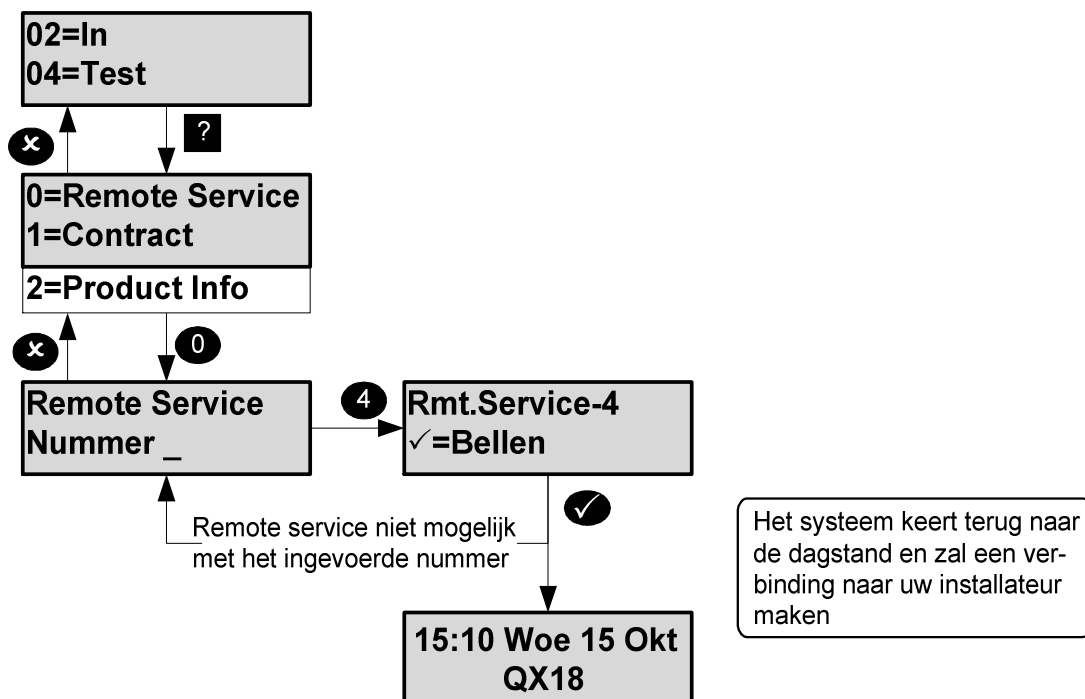 02=In
04=Test
?
×
0=Remote Service
1=Contract
2=Product Info
×
0
Remote Service
Nummer _
4
Rmt.Service-4
✓=Bellen
✓
Remote service niet mogelijk
met het ingevoerde nummer
Het systeem keert terug naar
de dagstand en zal een ver-
binding naar uw installateur
maken
15:10 Woe 15 Okt
QX18